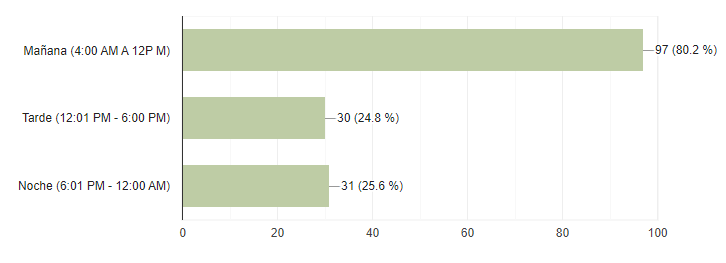 Mañana (4:00 AM A 12P M)
97 (80.2 %)
Tarde (12:01 PM - 6:00 PM)
30 (24.8 %)
Noche (6:01 PM - 12:00 AM)
31 (25.6 %)
0 20 40 60 80 100